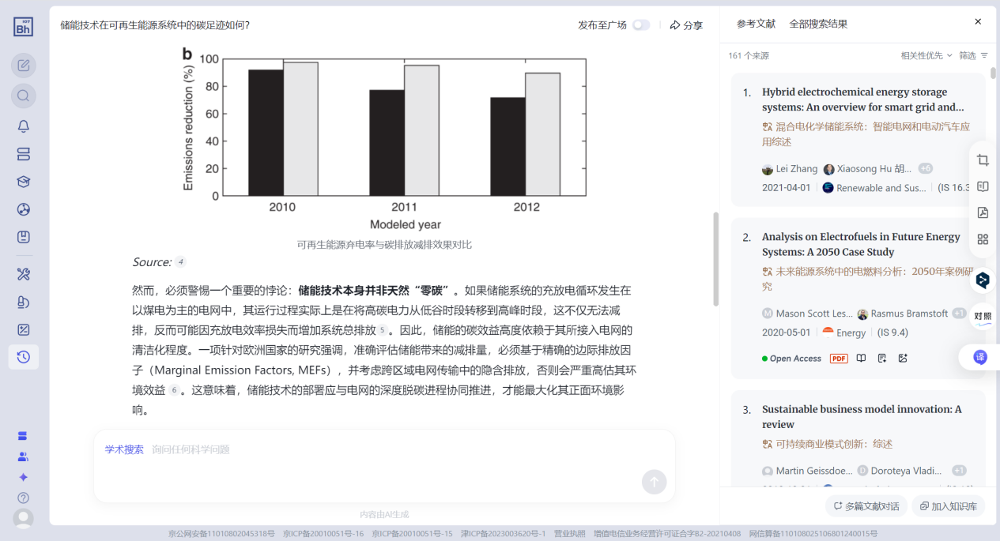 107
Bh
储能技术在可再生能源系统中的碳足迹如何?
发布至广场
分享
b
Emissions reduction (%)
100
80
60
40
20
0
2010
2011
2012
Modeled year
可再生能源弃电率与碳排放减排效果对比
Source: 4
然而，必须警惕一个重要的悖论：储能技术本身并非天然“零碳”。如果储能系统的充放电循环发生在
以煤电为主的电网中，其运行过程实际上是在将高碳电力从低谷时段转移到高峰时段，这不仅无法减
排，反而可能因充放电效率损失而增加系统总排放 5 。因此，储能的碳效益高度依赖于其所接入电网的
清洁化程度。一项针对欧洲国家的研究强调，准确评估储能带来的减排量，必须基于精确的边际排放因
子（Marginal Emission Factors, MEFs），并考虑跨区域电网传输中的隐含排放，否则会严重高估其环
境效益 6 。这意味着，储能技术的部署应与电网的深度脱碳进程协同推进，才能最大化其正面环境影
响。
学术搜索 询问任何科学问题
内容由AI生成
参考文献 全部搜索结果
161 个来源
相关性优先 筛选
1. Hybrid electrochemical energy storage
systems: An overview for smart grid and...
混合电化学储能系统：智能电网和电动汽车应
用综述
Lei Zhang Xiaosong Hu 胡... +6
2021-04-01 Renewable and Sus... (IS 16.3
2. Analysis on Electrofuels in Future Energy
Systems: A 2050 Case Study
未来能源系统中的电燃料分析：2050年案例研
究
M Mason Scott Les... Rasmus Bramstoft +1
2020-05-01 Energy (IS 9.4)
Open Access PDF
3. Sustainable business model innovation: A
review
可持续商业模式创新：综述
Martin Geissdoe... D Doroteya Vladi... +1
多篇文献对话 加入知识库
对照
译
京公网安备11010802045318号 京ICP备20010051号-16 京ICP备20010051号-15 津ICP备2023003620号-1 营业执照 增值电信业务经营许可证合字B2-20210408 网信算备110108025106801240015号